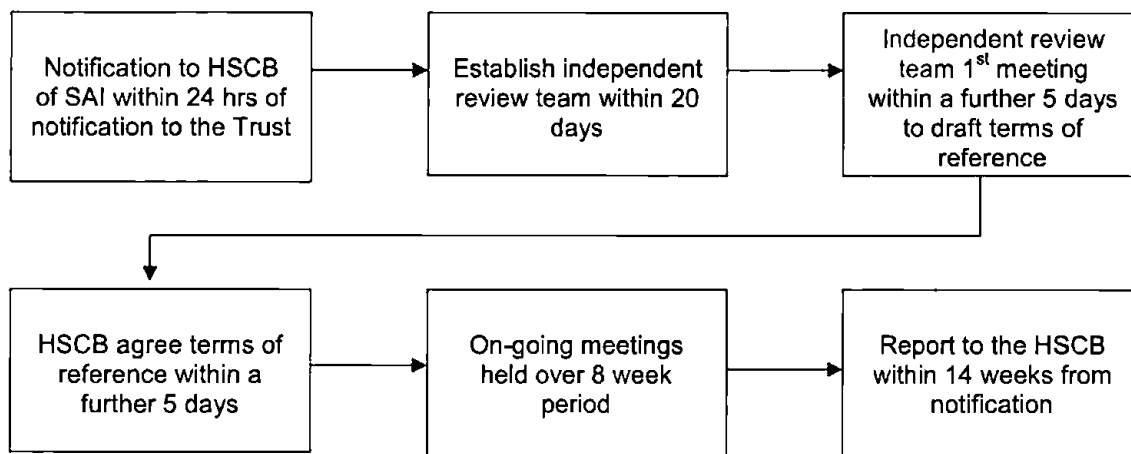 Notification to HSCB
of SAI within 24 hrs of
notification to the Trust
Establish independent
review team within 20
days
Independent review
team 1st meeting
within a further 5 days
to draft terms of
reference
HSCB agree terms of
reference within a
further 5 days
On-going meetings
held over 8 week
period
Report to the HSCB
within 14 weeks from
notification